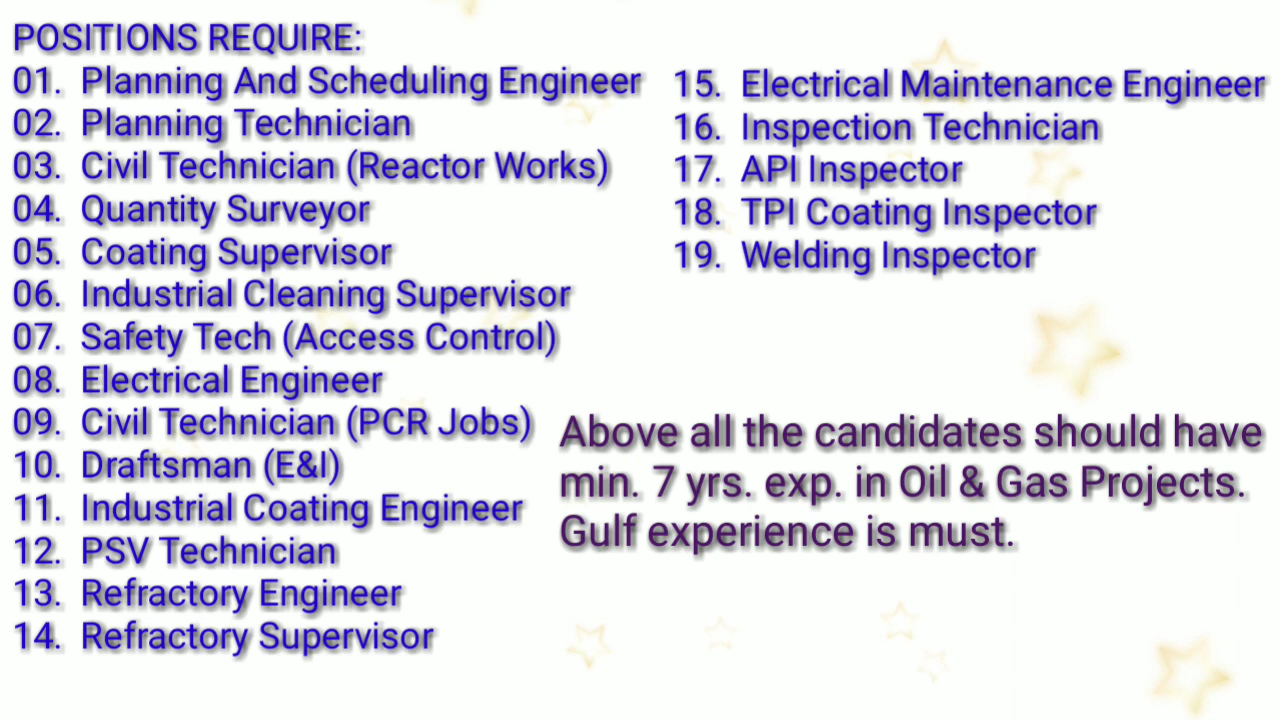 POSITIONS REQUIRE:
01. Planning And Scheduling Engineer
02. Planning Technician
03. Civil Technician (Reactor Works)
04. Quantity Surveyor
05. Coating Supervisor
06. Industrial Cleaning Supervisor
07. Safety Tech (Access Control)
08. Electrical Engineer
09. Civil Technician (PCR Jobs)
10. Draftsman (E&I)
11. Industrial Coating Engineer
12. PSV Technician
13. Refractory Engineer
14. Refractory Supervisor
15. Electrical Maintenance Engineer
16. Inspection Technician
17. API Inspector
18. TPI Coating Inspector
19. Welding Inspector
Above all the candidates should have
min. 7 yrs. exp. in Oil & Gas Projects.
Gulf experience is must.